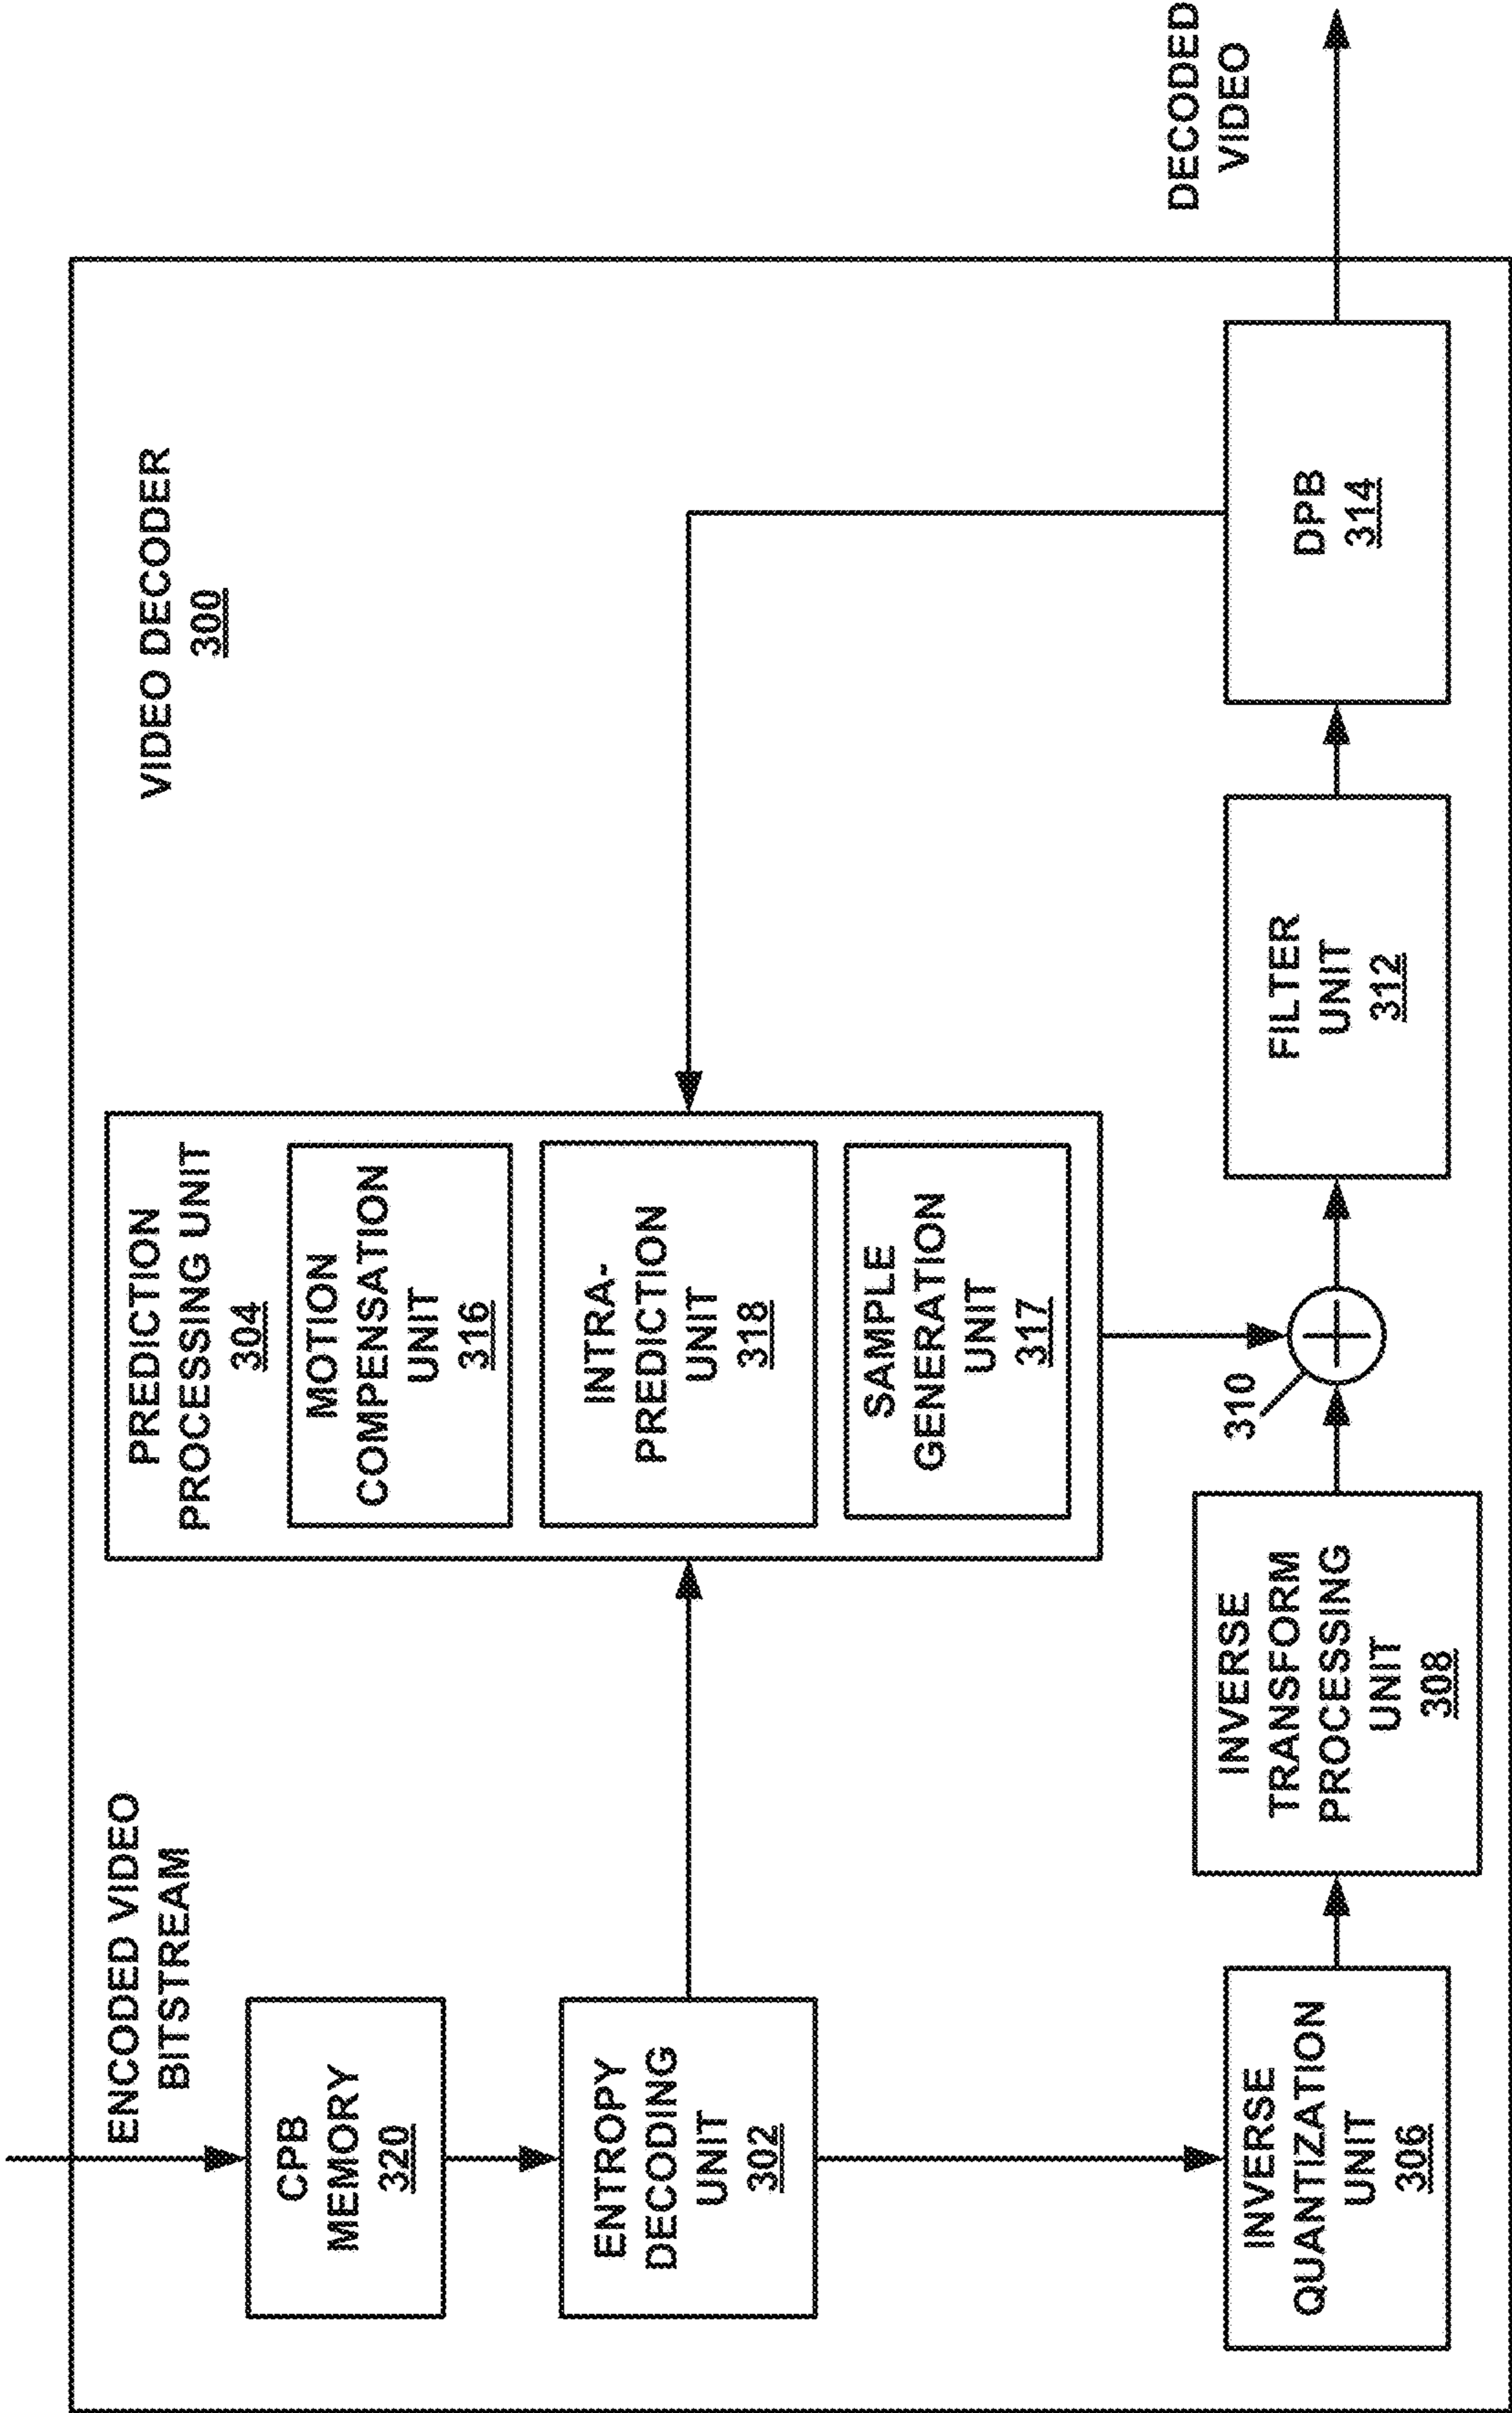 VIDEO DECODER
300
ENCODED VIDEO
BITSTREAM
CPB
MEMORY
320
ENTROPY
DECODING
UNIT
302
PREDICTION
PROCESSING UNIT
304
MOTION
COMPENSATION
UNIT
316
INTRA-
PREDICTION
UNIT
318
SAMPLE
GENERATION
UNIT
317
INVERSE
QUANTIZATION
UNIT
306
INVERSE
TRANSFORM
PROCESSING
UNIT
308
310
FILTER
UNIT
312
DPB
314
DECODED
VIDEO